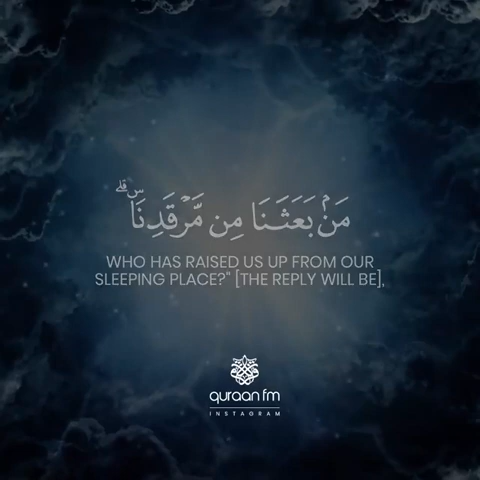 مَنۢ بَعَثَنَا مِن مَّرْقَدِنَاۜ ۗ
WHO HAS RAISED US UP FROM OUR
SLEEPING PLACE?" [THE REPLY WILL BE],
quraan fm
INSTAGRAM